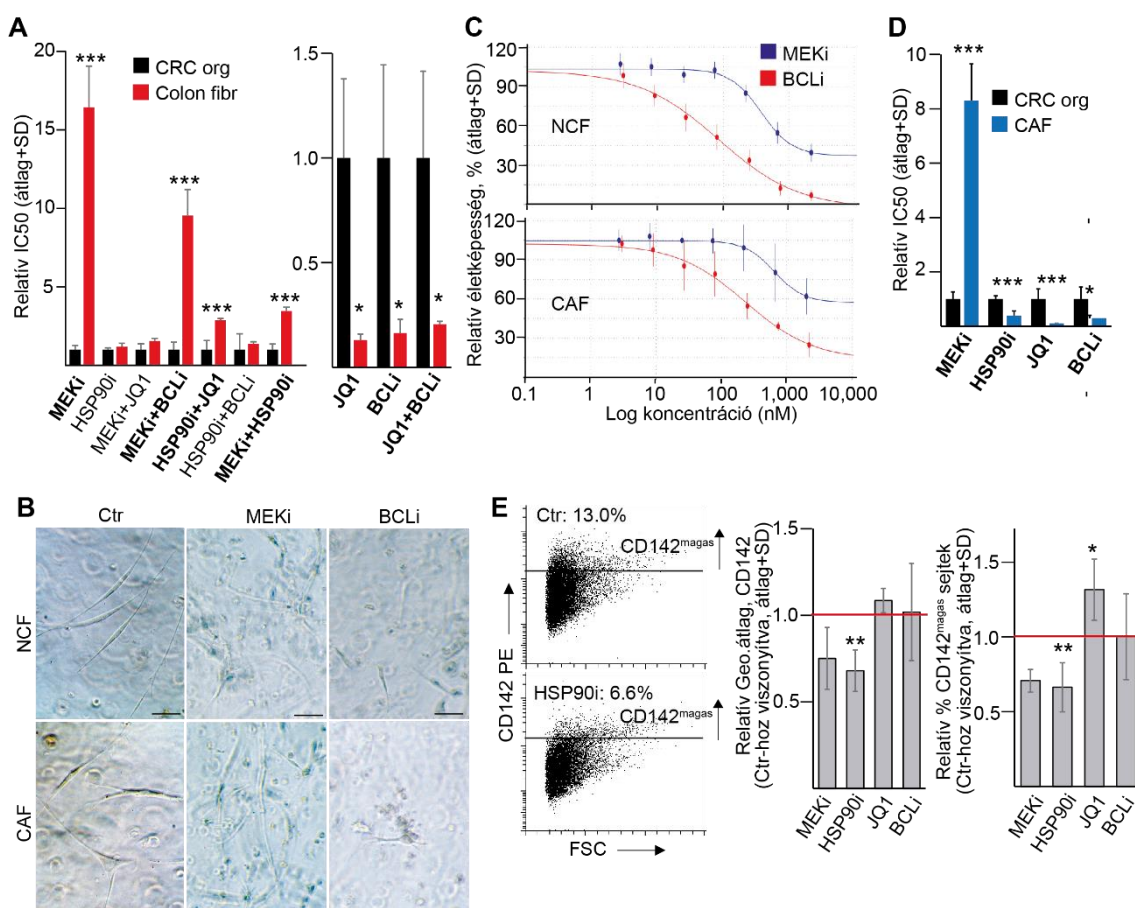 A
Relatív IC50 (átlag+SD)
20
15
10
5
0
***
***
***
***
CRC org
Colon fibr
MEKi
HSP90i
MEKi+JQ1
MEKi+BCLi
HSP90i+JQ1
HSP90i+BCLi
MEKi+HSP90i
1.5
1.0
0.5
*
*
*
JQ1
BCLi
JQ1+BCLi
C
Relatív életképesség, % (átlag+SD)
120
90
60
30
NCF
MEKi
BCLi
120
90
60
30
CAF
0.1
1
10
100
1,000
10,000
Log koncentráció (nM)
D
Relatív IC50 (átlag+SD)
10
8
6
4
2
0
***
***
***
*
CRC org
CAF
MEKi
HSP90i
JQ1
BCLi
B
Ctr
MEKi
BCLi
NCF
CAF
E
CD142 PE
Ctr: 13.0%
CD142magas
HSP90i: 6.6%
CD142magas
FSC
Relatív Geo.átlag, CD142
(Ctr-hoz viszonyítva, átlag+SD)
1.5
1.0
0.5
**
MEKi
HSP90i
JQ1
BCLi
Relatív % CD142magas sejtek
(Ctr-hoz viszonyítva, átlag+SD)
1.5
1.0
0.5
**
*
MEKi
HSP90i
JQ1
BCLi